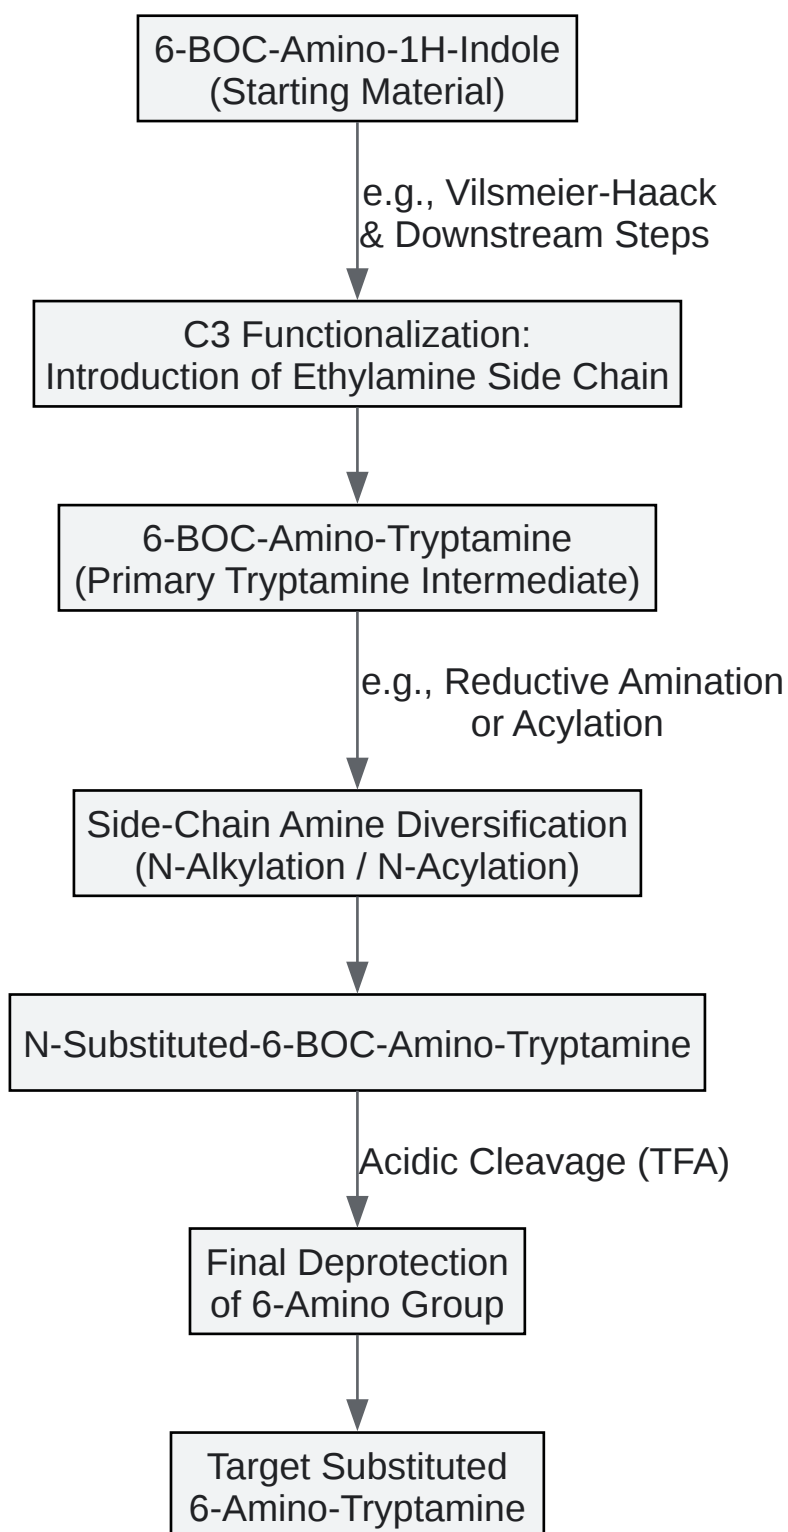 6-BOC-Amino-1H-Indole
(Starting Material)
e.g., Vilsmeier-Haack
& Downstream Steps
C3 Functionalization:
Introduction of Ethylamine Side Chain
6-BOC-Amino-Tryptamine
(Primary Tryptamine Intermediate)
e.g., Reductive Amination
or Acylation
Side-Chain Amine Diversification
(N-Alkylation / N-Acylation)
N-Substituted-6-BOC-Amino-Tryptamine
Acidic Cleavage (TFA)
Final Deprotection
of 6-Amino Group
Target Substituted
6-Amino-Tryptamine